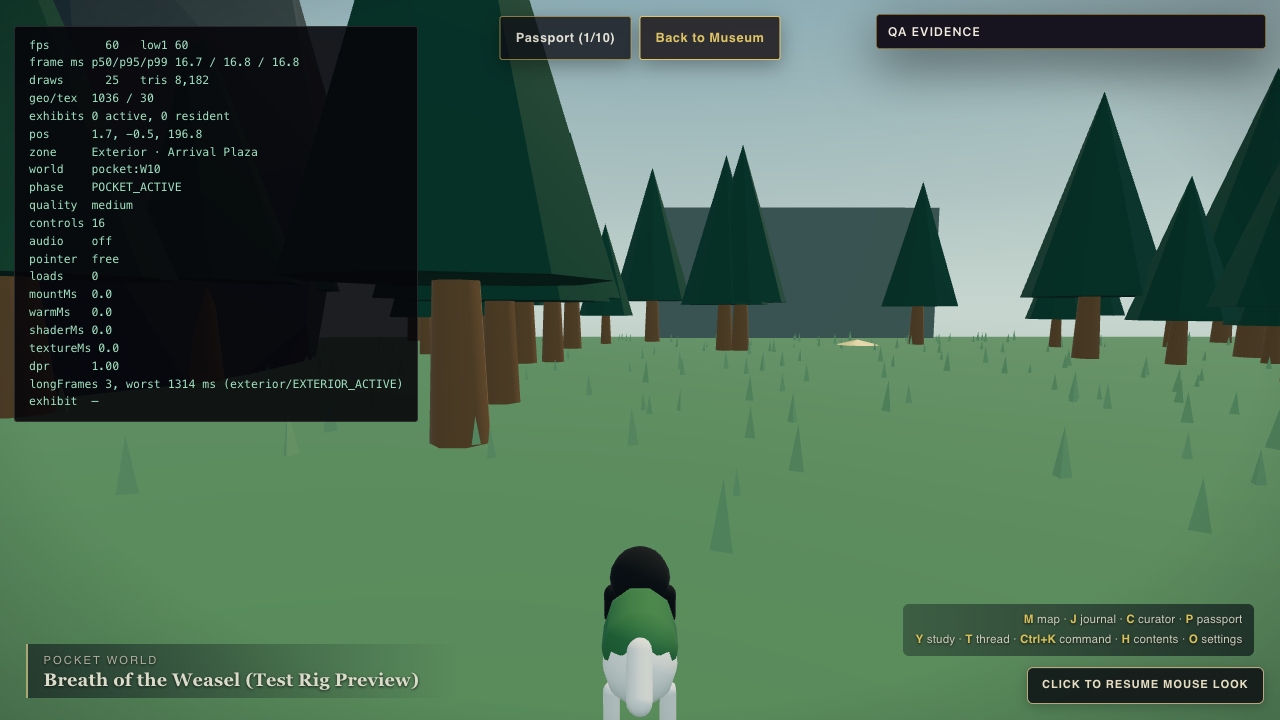 fps 60 low1 60
frame ms p50/p95/p99 16.7 / 16.8 / 16.8
draws 25 tris 8,182
geo/tex 1036 / 30
exhibits 0 active, 0 resident
pos 1.7, −0.5, 196.8
zone Exterior · Arrival Plaza
world pocket:W10
phase POCKET_ACTIVE
quality medium
controls 16
audio off
pointer free
loads 0
mountMs 0.0
warmMs 0.0
shaderMs 0.0
textureMs 0.0
dpr 1.00
longFrames 3, worst 1314 ms (exterior/EXTERIOR_ACTIVE)
exhibit —
Passport (1/10)
Back to Museum
QA EVIDENCE
POCKET WORLD
Breath of the Weasel (Test Rig Preview)
M map · J journal · C curator · P passport
Y study · T thread · Ctrl+K command · H contents · O settings
CLICK TO RESUME MOUSE LOOK